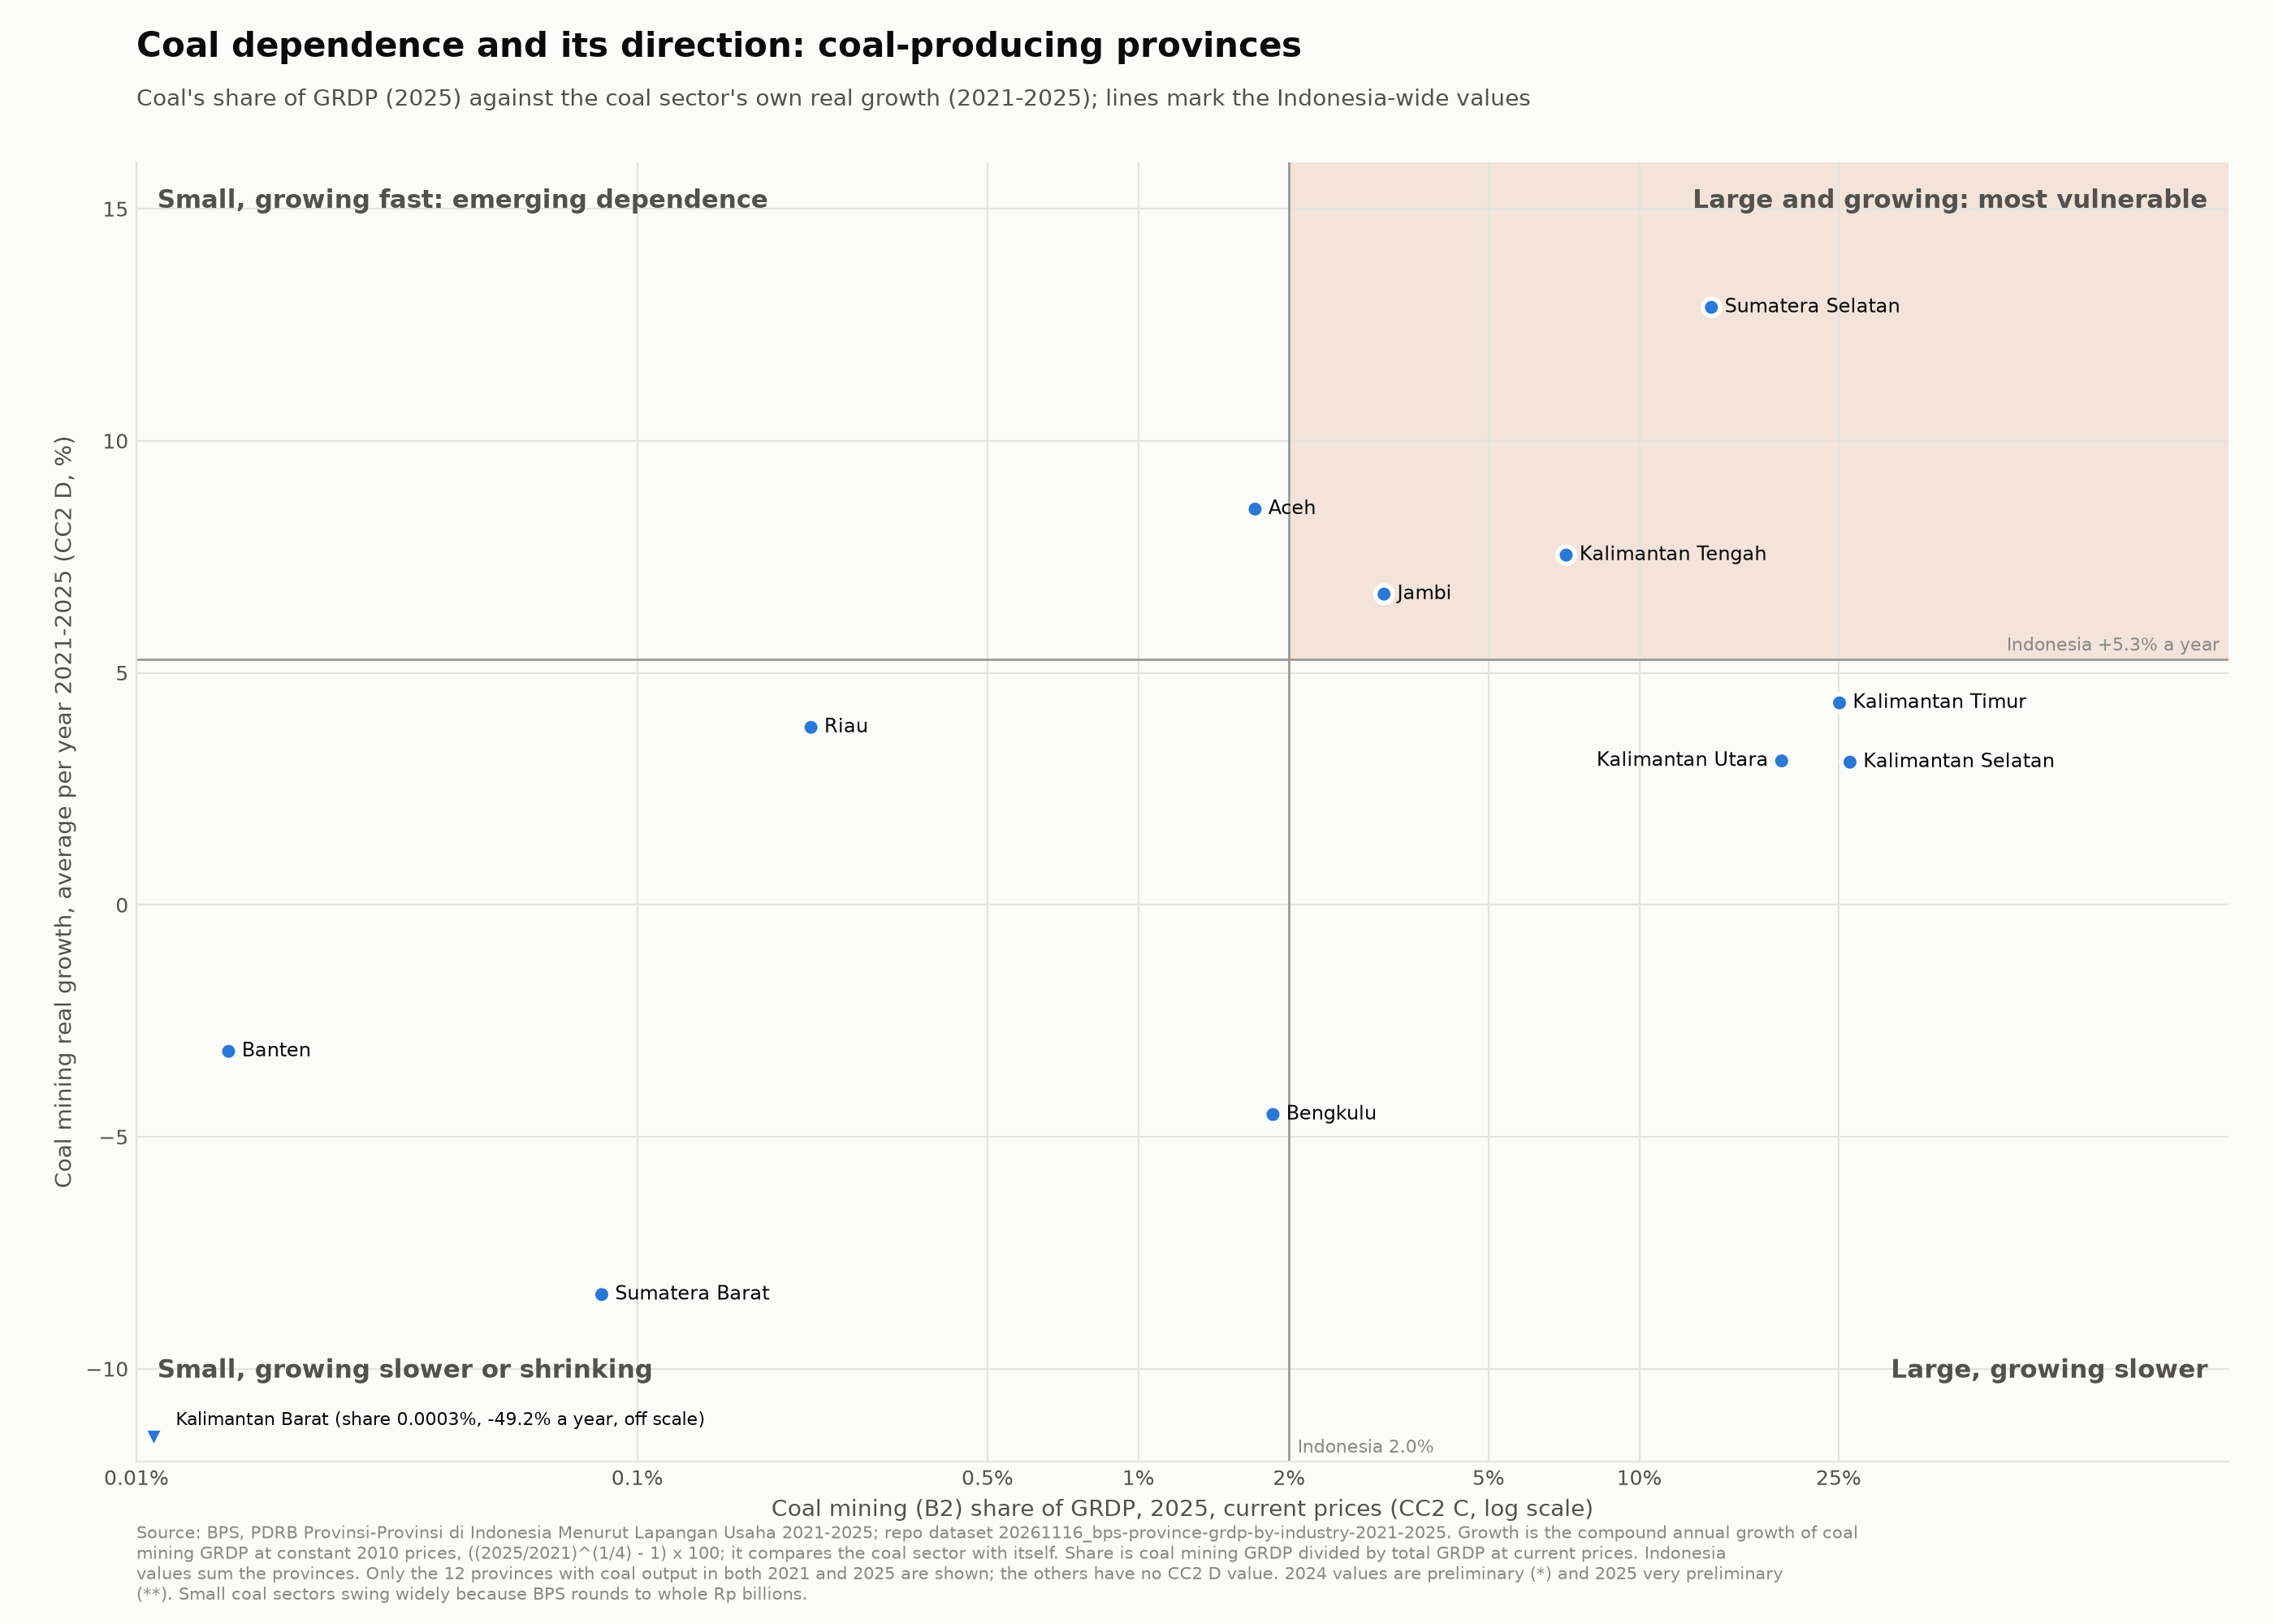 Coal dependence and its direction: coal-producing provinces
Coal's share of GRDP (2025) against the coal sector's own real growth (2021-2025); lines mark the Indonesia-wide values
Small, growing fast: emerging dependence
Large and growing: most vulnerable
15
Sumatera Selatan
10
Aceh
Kalimantan Tengah
Jambi
Indonesia +5.3% a year
5
Kalimantan Timur
Riau
Kalimantan Utara
Kalimantan Selatan
0
Banten
Bengkulu
−5
Sumatera Barat
−10
Small, growing slower or shrinking
Large, growing slower
Kalimantan Barat (share 0.0003%, -49.2% a year, off scale)
Indonesia 2.0%
Coal mining real growth, average per year 2021-2025 (CC2 D, %)
0.01% 0.1% 0.5% 1% 2% 5% 10% 25%
Coal mining (B2) share of GRDP, 2025, current prices (CC2 C, log scale)
Source: BPS, PDRB Provinsi-Provinsi di Indonesia Menurut Lapangan Usaha 2021-2025; repo dataset 20261116_bps-province-grdp-by-industry-2021-2025. Growth is the compound annual growth of coal
mining GRDP at constant 2010 prices, ((2025/2021)^(1/4) - 1) x 100; it compares the coal sector with itself. Share is coal mining GRDP divided by total GRDP at current prices. Indonesia
values sum the provinces. Only the 12 provinces with coal output in both 2021 and 2025 are shown; the others have no CC2 D value. 2024 values are preliminary (*) and 2025 very preliminary
(**). Small coal sectors swing widely because BPS rounds to whole Rp billions.